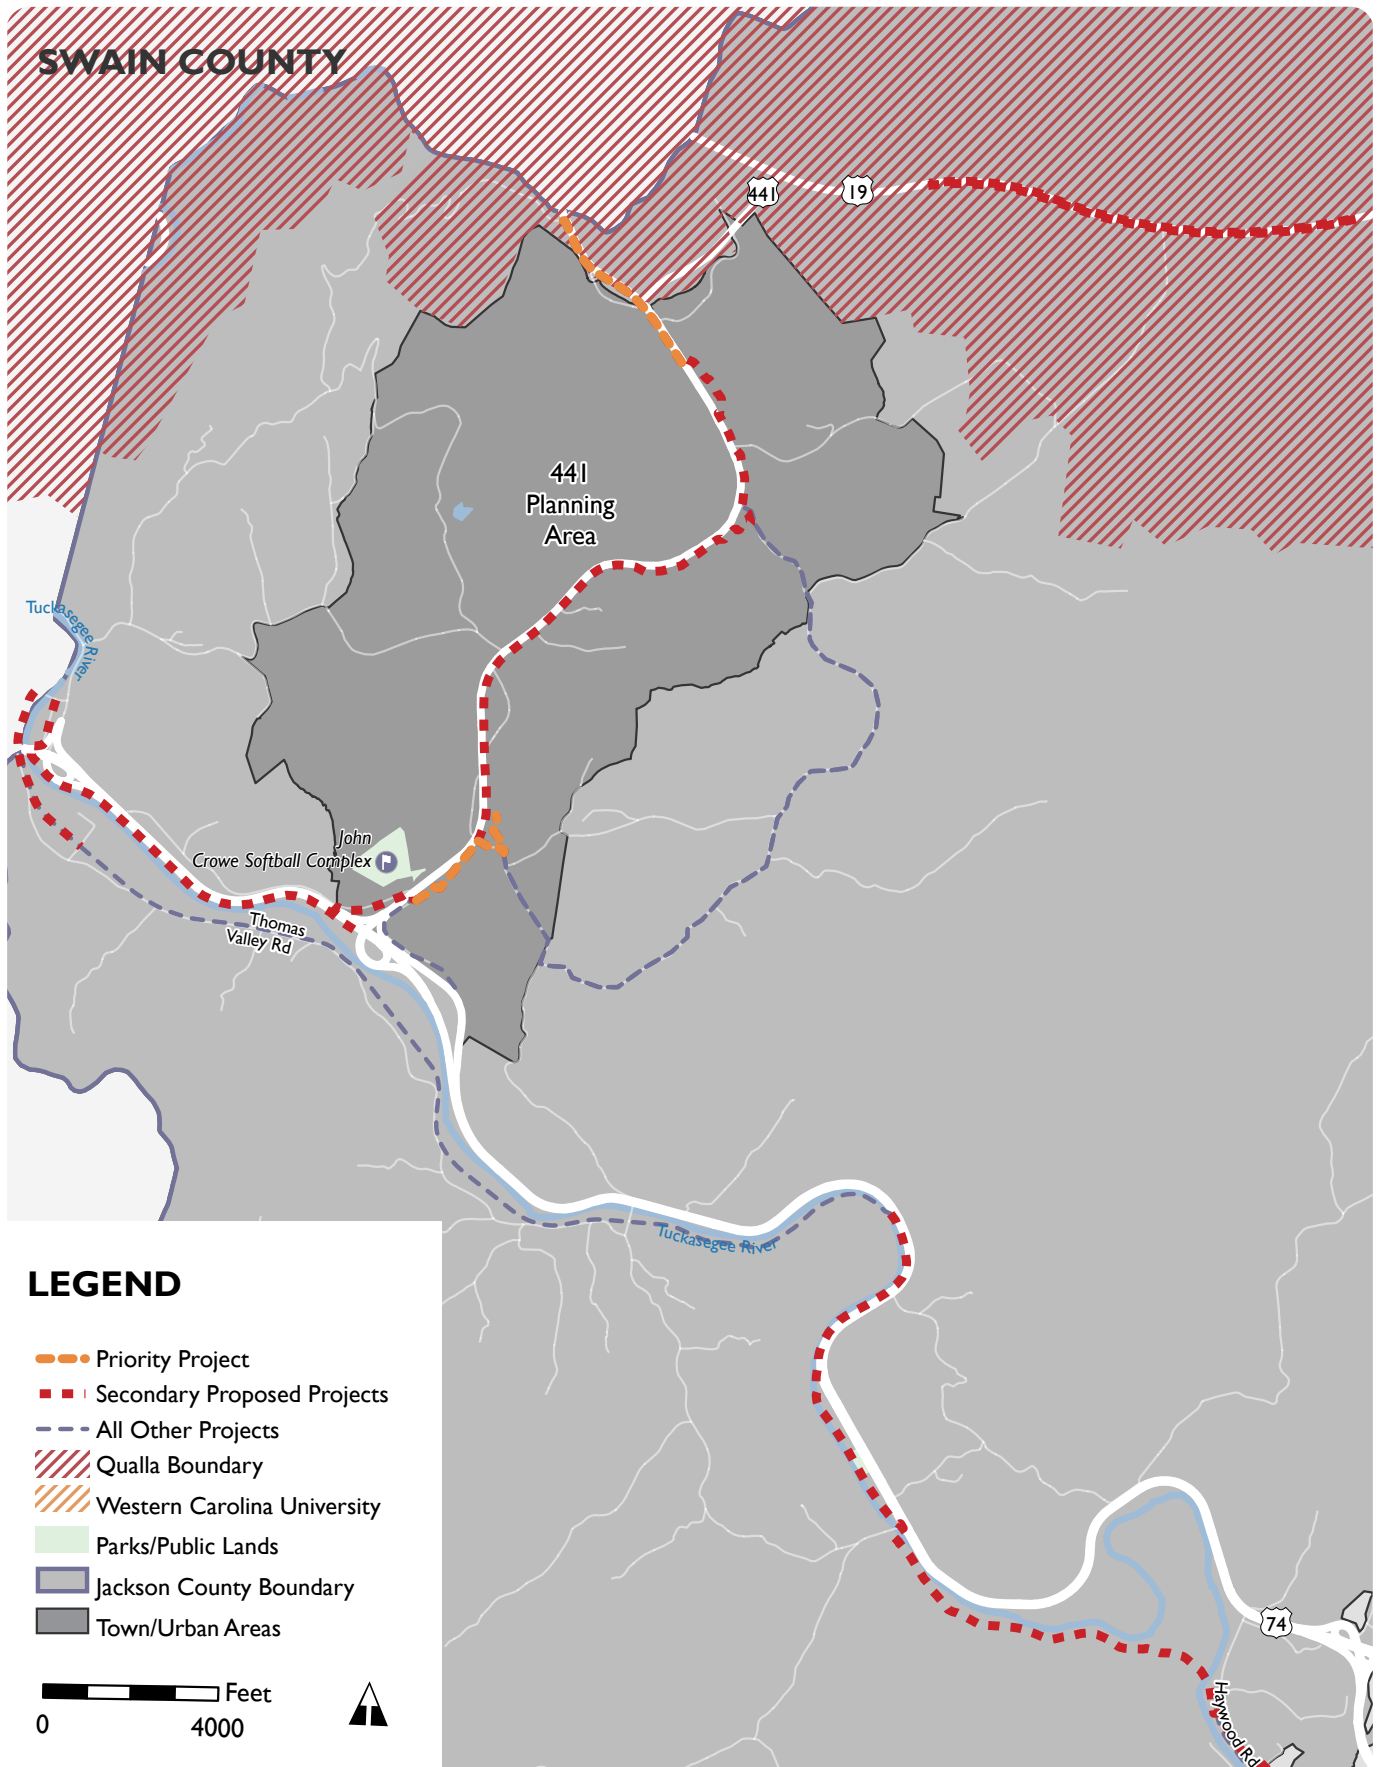 SWAIN COUNTY
441
19
441
Planning
Area
Tuckasegee River
John
Crowe Softball Complex
Thomas
Valley Rd
Tuckasegee River
74
Haywood Rd
LEGEND
Priority Project
Secondary Proposed Projects
All Other Projects
Qualla Boundary
Western Carolina University
Parks/Public Lands
Jackson County Boundary
Town/Urban Areas
Feet
0
4000